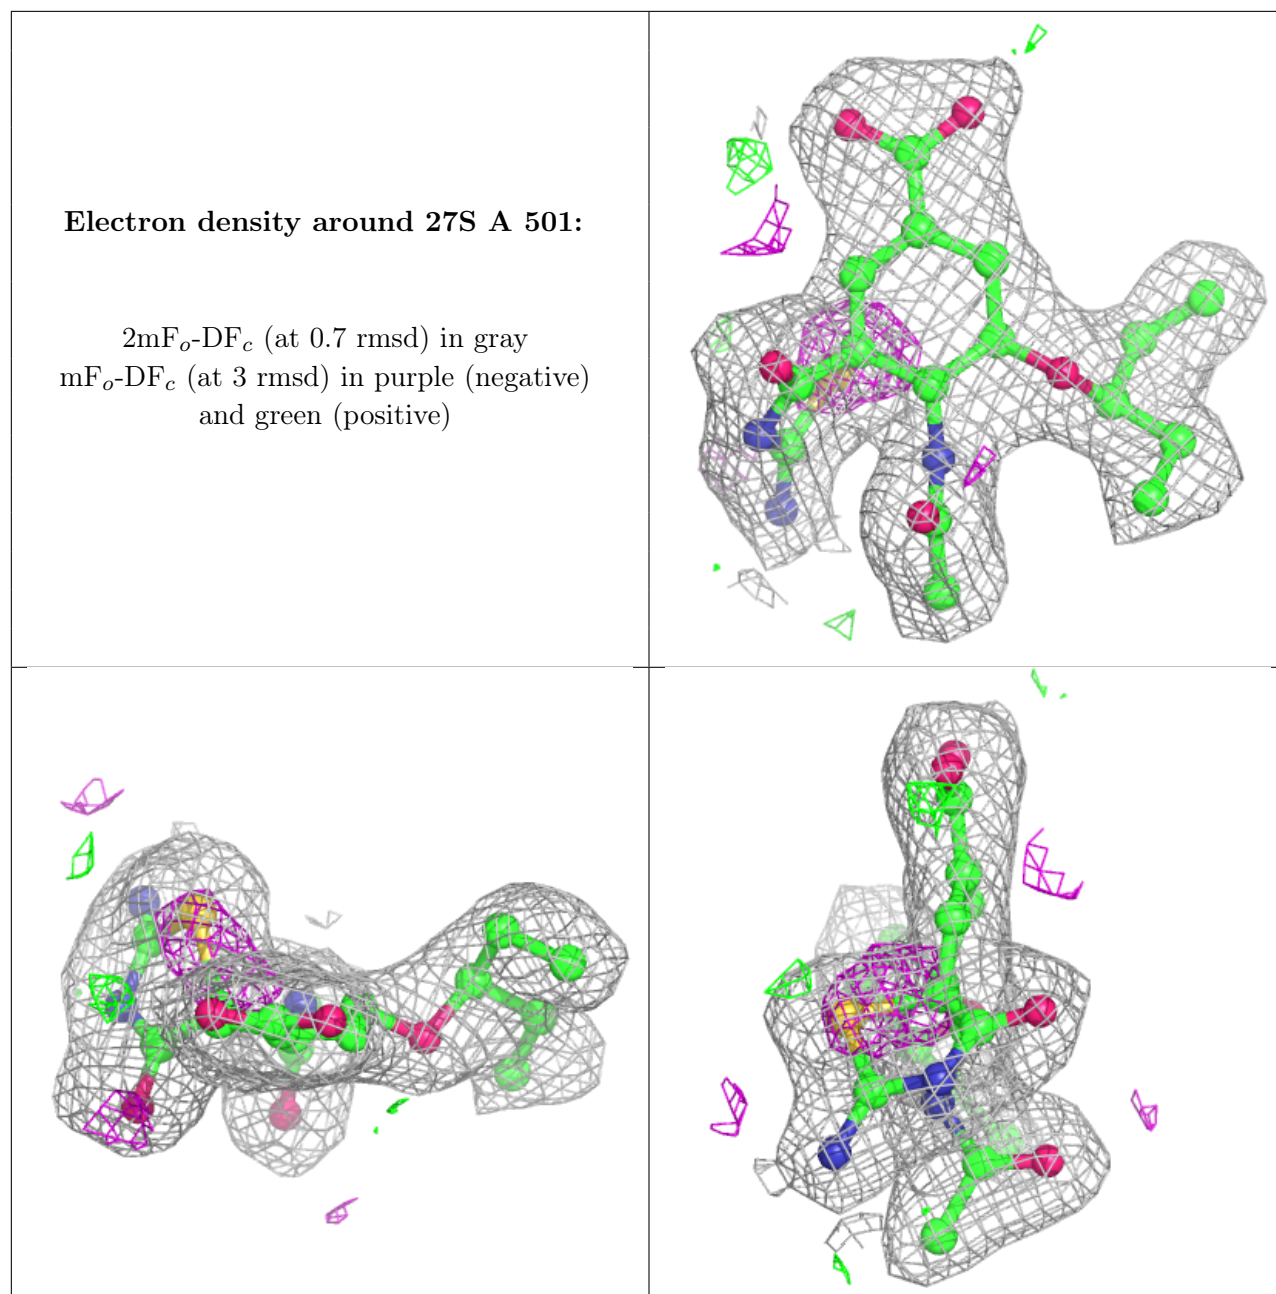 Electron density around 27S A 501:
2mFₒ-DF𝒸 (at 0.7 rmsd) in gray
mFₒ-DF𝒸 (at 3 rmsd) in purple (negative)
and green (positive)